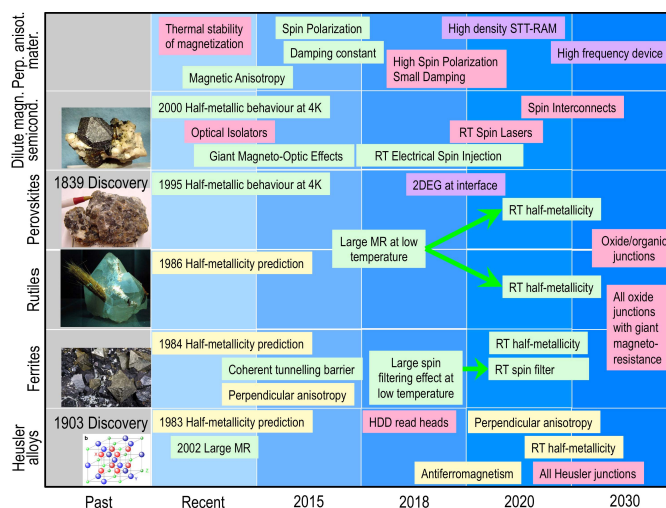 Perp. anisot.
mater.
Thermal stability
of magnetization
Spin Polarization
Damping constant
Magnetic Anisotropy
High Spin Polarization
Small Damping
High density STT-RAM
High frequency device
Dilute magn.
semicond.
2000 Half-metallic behaviour at 4K
Optical Isolators
Giant Magneto-Optic Effects
RT Electrical Spin Injection
RT Spin Lasers
Spin Interconnects
Perovskites
1839 Discovery
1995 Half-metallic behaviour at 4K
2DEG at interface
RT half-metallicity
Large MR at low
temperature
Oxide/organic
junctions
Rutiles
1986 Half-metallicity prediction
RT half-metallicity
All oxide
junctions
with giant
magneto-
resistance
Ferrites
1984 Half-metallicity prediction
Coherent tunnelling barrier
Perpendicular anisotropy
Large spin
filtering effect at
low temperature
RT half-metallicity
RT spin filter
Heusler
alloys
1903 Discovery
b
1983 Half-metallicity prediction
2002 Large MR
HDD read heads
Perpendicular anisotropy
RT half-metallicity
Antiferromagnetism
All Heusler junctions
Past
Recent
2015
2018
2020
2030